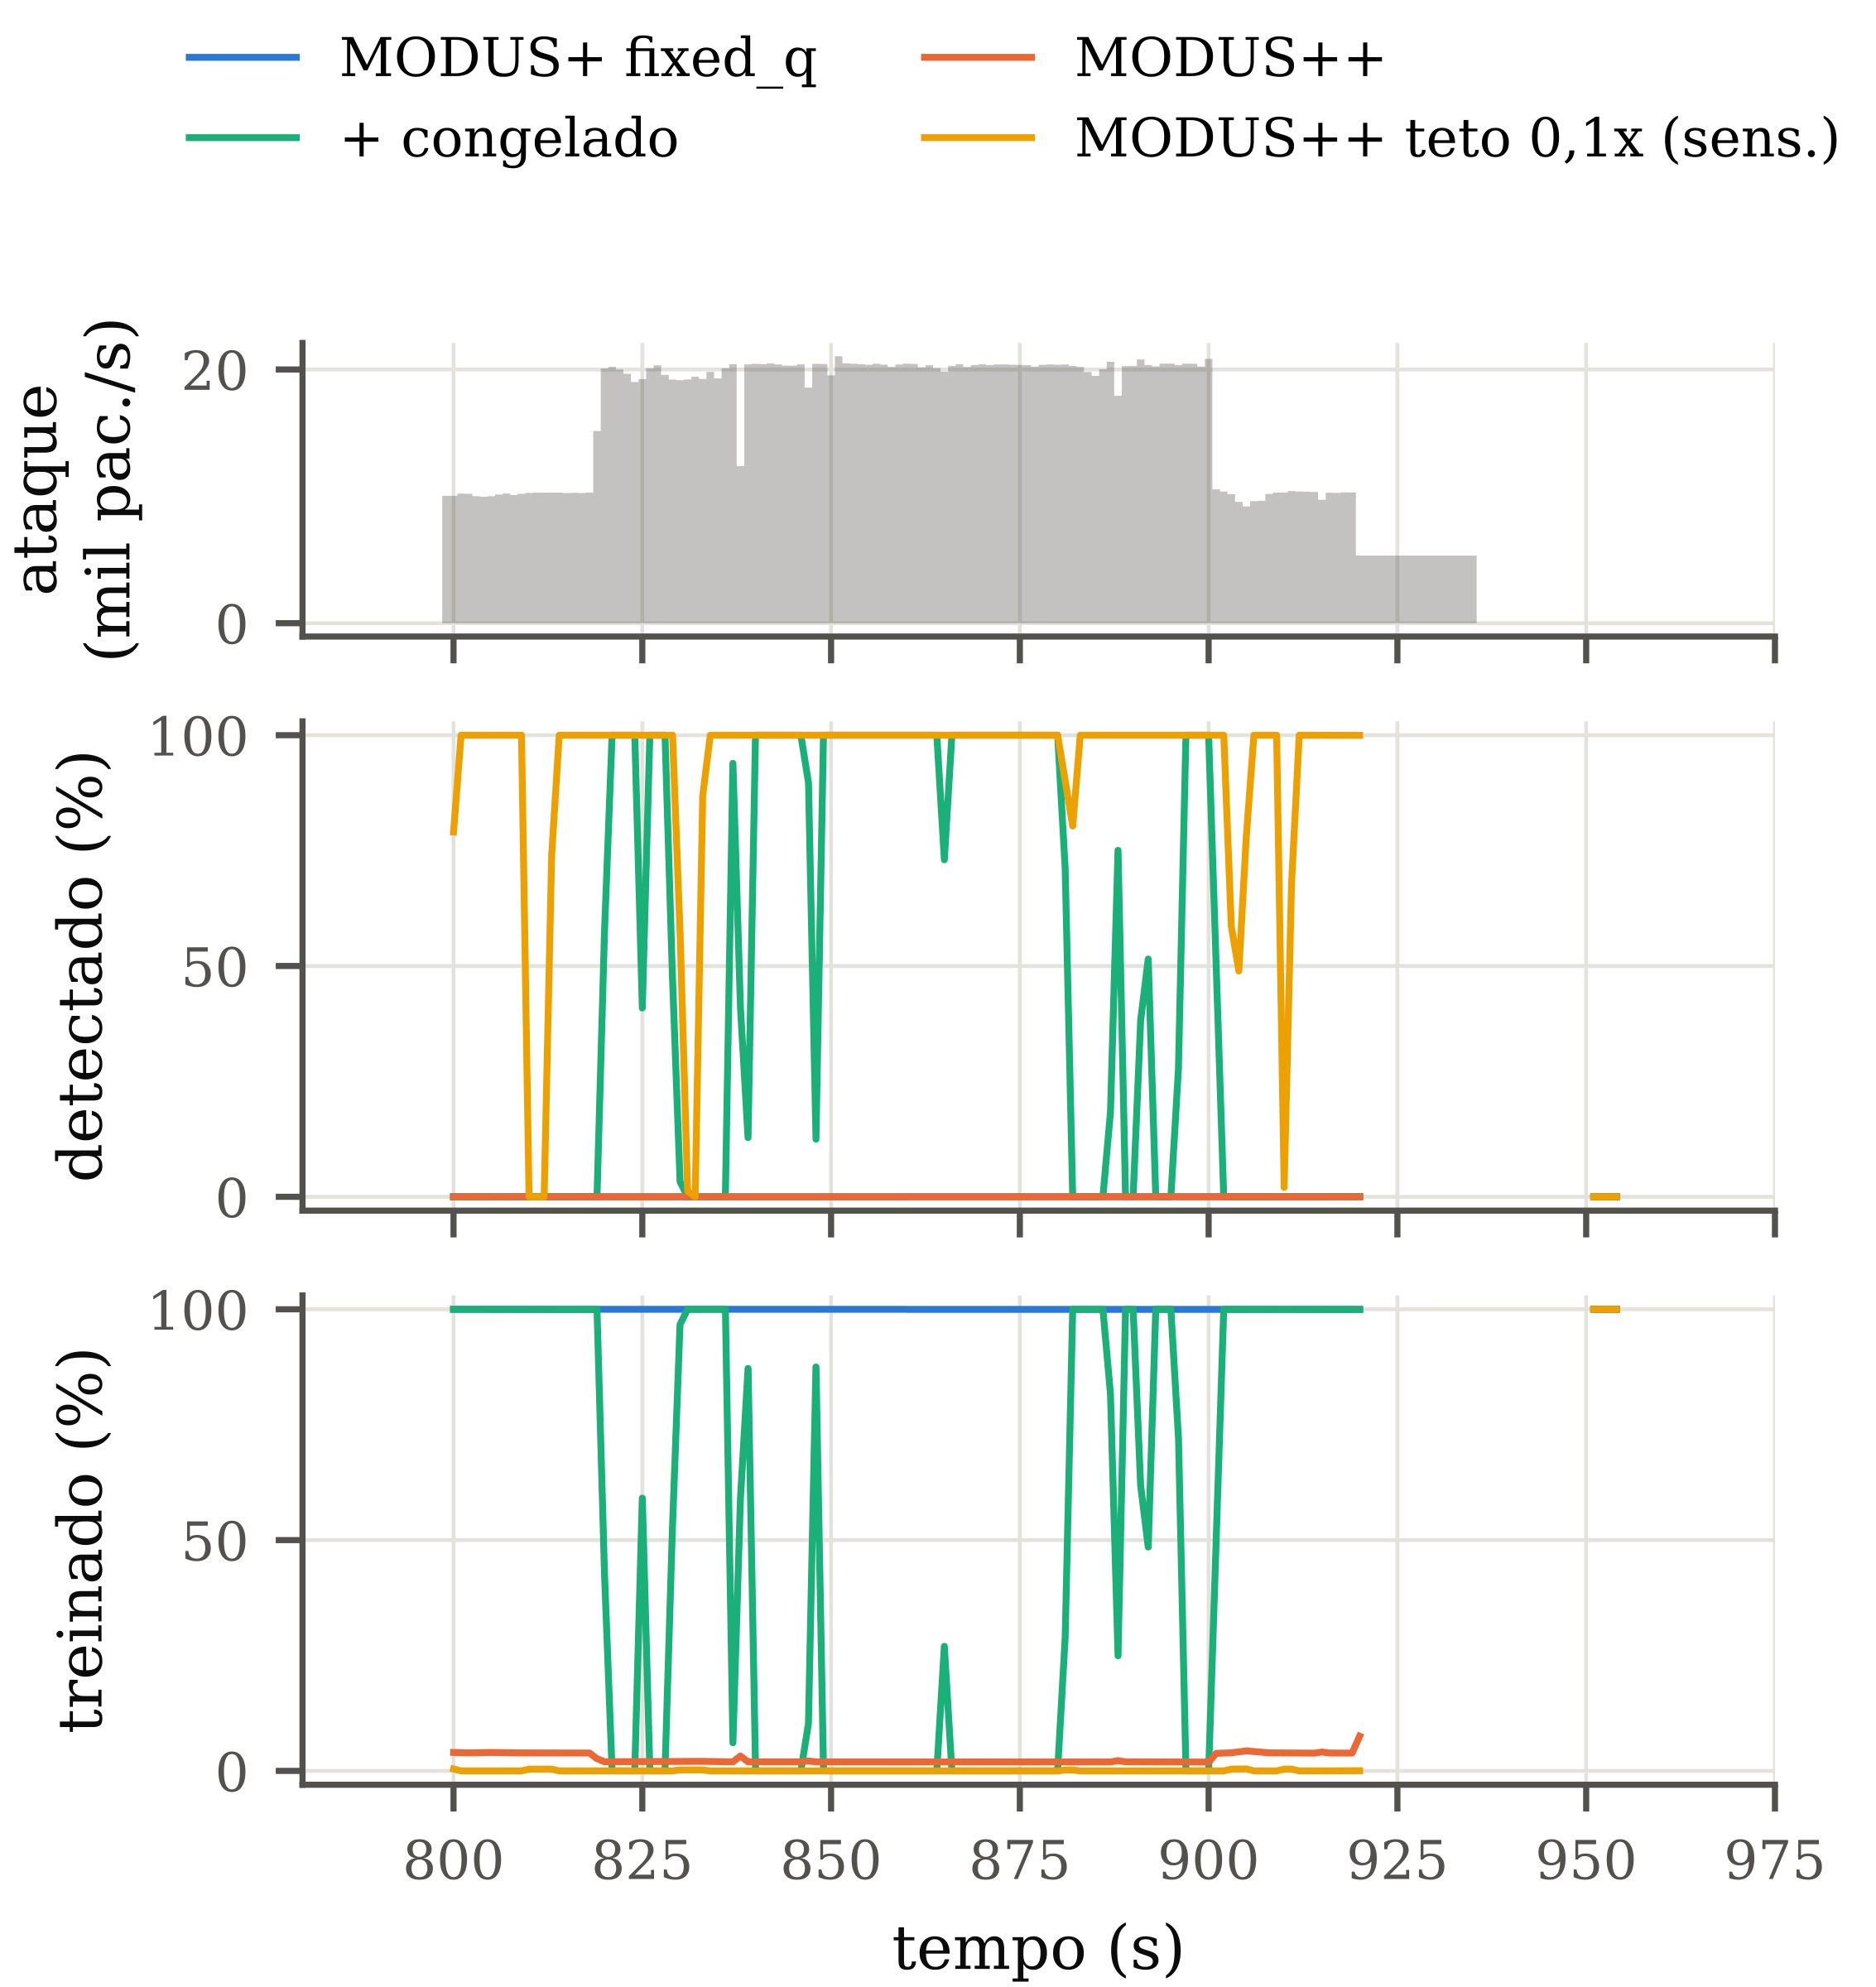 MODUS+ fixed_q
MODUS++
+ congelado
MODUS++ teto 0,1x (sens.)
ataque
(mil pac./s)
20
0
detectado (%)
100
50
0
treinado (%)
100
50
0
800 825 850 875 900 925 950 975
tempo (s)